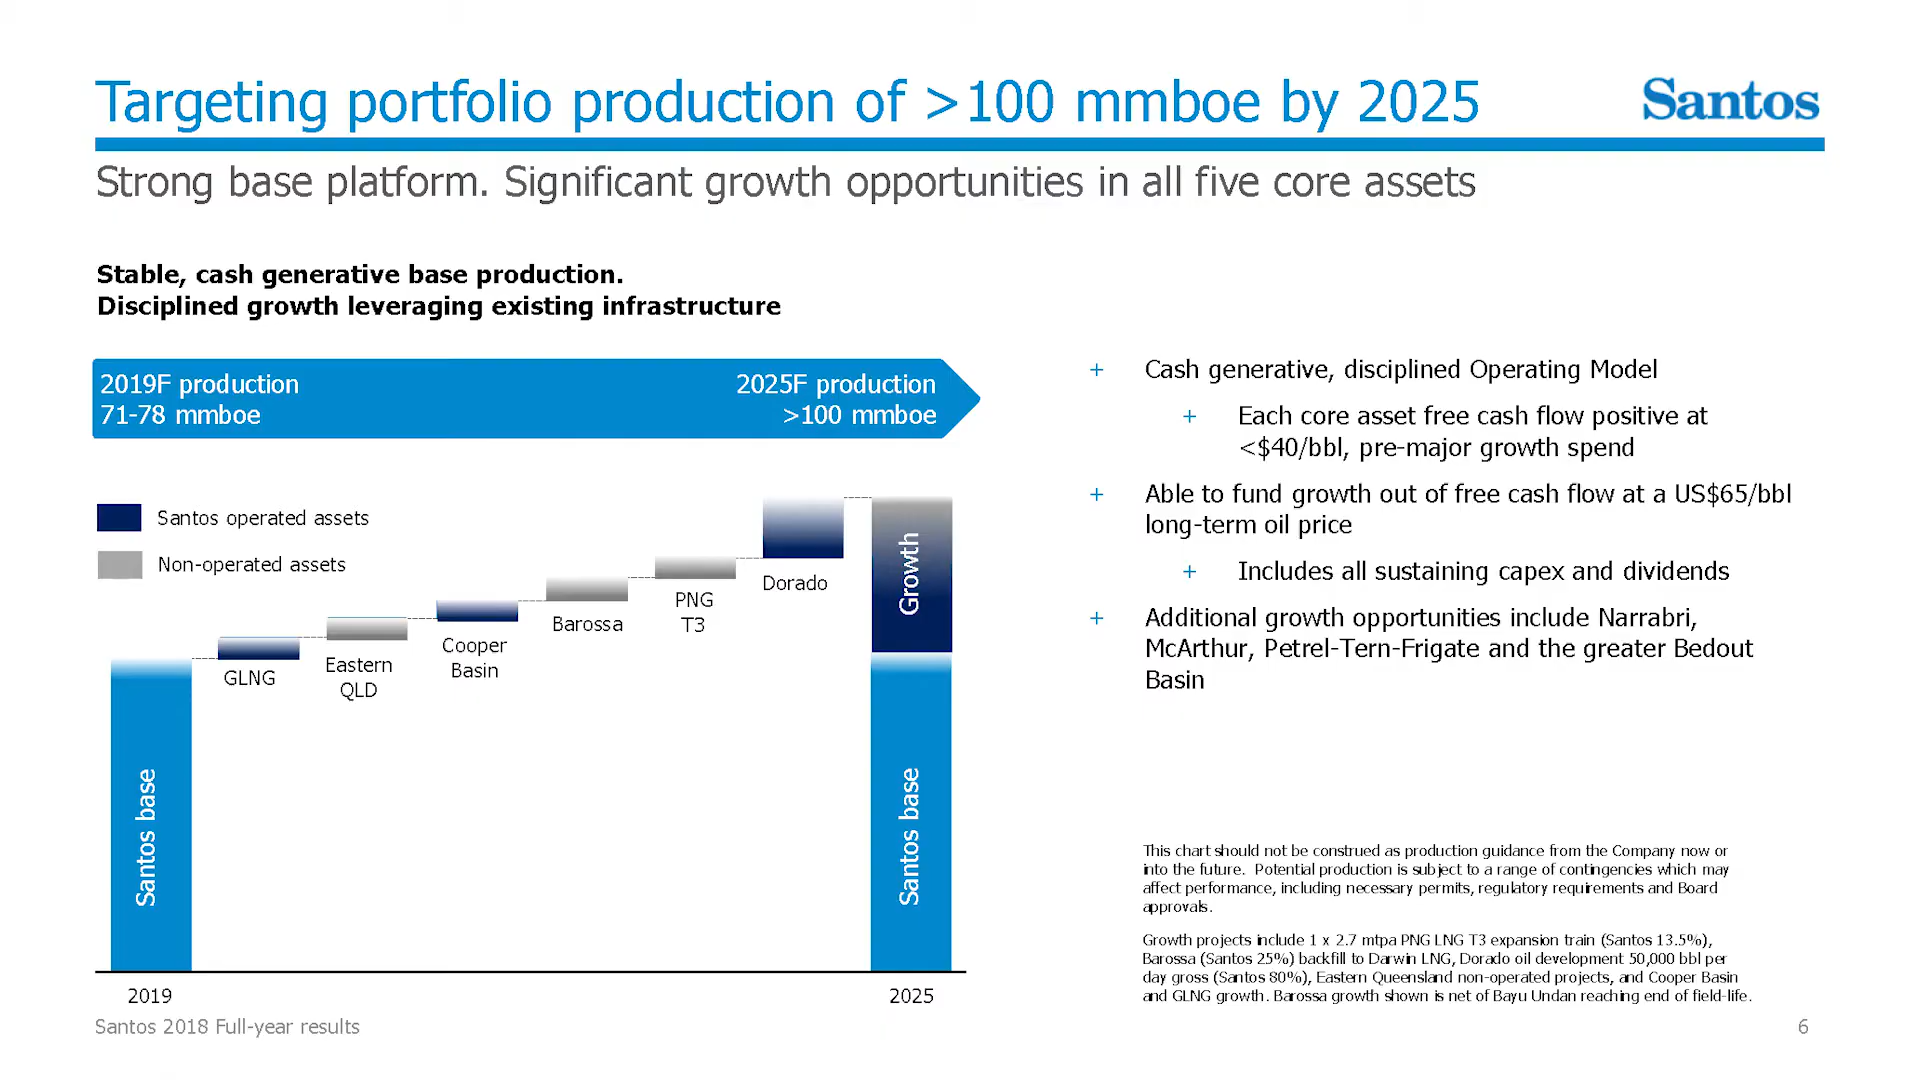 Targeting portfolio production of >100 mmboe by 2025
Santos
Strong base platform. Significant growth opportunities in all five core assets
Stable, cash generative base production.
Disciplined growth leveraging existing infrastructure
2019F production
71-78 mmboe
2025F production
>100 mmboe
Santos operated assets
Non-operated assets
Santos base
GLNG
Eastern
QLD
Cooper
Basin
Barossa
PNG
T3
Dorado
Growth
Santos base
2019
2025
+ Cash generative, disciplined Operating Model
+ Each core asset free cash flow positive at
<$40/bbl, pre-major growth spend
+ Able to fund growth out of free cash flow at a US$65/bbl
long-term oil price
+ Includes all sustaining capex and dividends
+ Additional growth opportunities include Narrabri,
McArthur, Petrel-Tern-Frigate and the greater Bedout
Basin
This chart should not be construed as production guidance from the Company now or
into the future. Potential production is subject to a range of contingencies which may
affect performance, including necessary permits, regulatory requirements and Board
approvals.
Growth projects include 1 x 2.7 mtpa PNG LNG T3 expansion train (Santos 13.5%),
Barossa (Santos 25%) backfill to Darwin LNG, Dorado oil development 50,000 bbl per
day gross (Santos 80%), Eastern Queensland non-operated projects, and Cooper Basin
and GLNG growth. Barossa growth shown is net of Bayu Undan reaching end of field-life.
Santos 2018 Full-year results
6